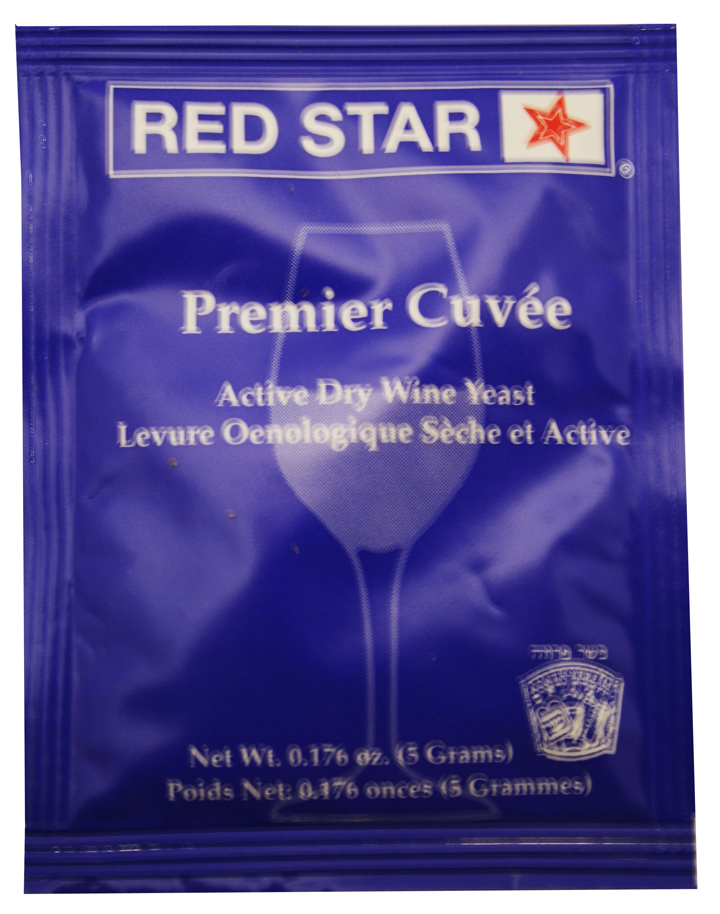 RED STAR
®
Premier Cuvée
Active Dry Wine Yeast
Levure Oenologique Sèche et Active
כשר פרווה
Net Wt. 0.176 oz. (5 Grams)
Poids Net: 0.176 onces (5 Grammes)